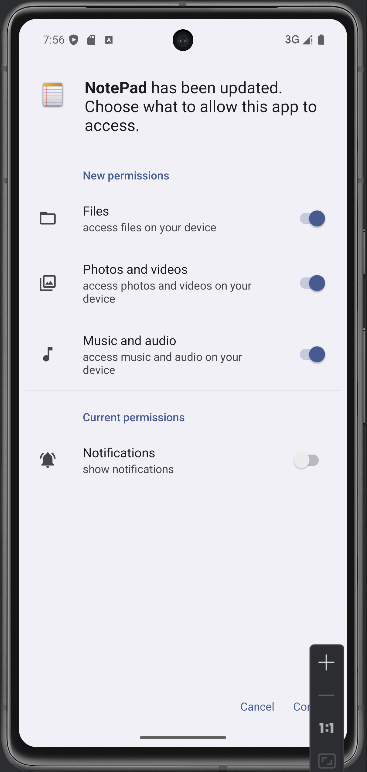 7:56
3G
NotePad has been updated.
Choose what to allow this app to
access.
New permissions
Files
access files on your device
Photos and videos
access photos and videos on your
device
Music and audio
access music and audio on your
device
Current permissions
Notifications
show notifications
Cancel
1:1